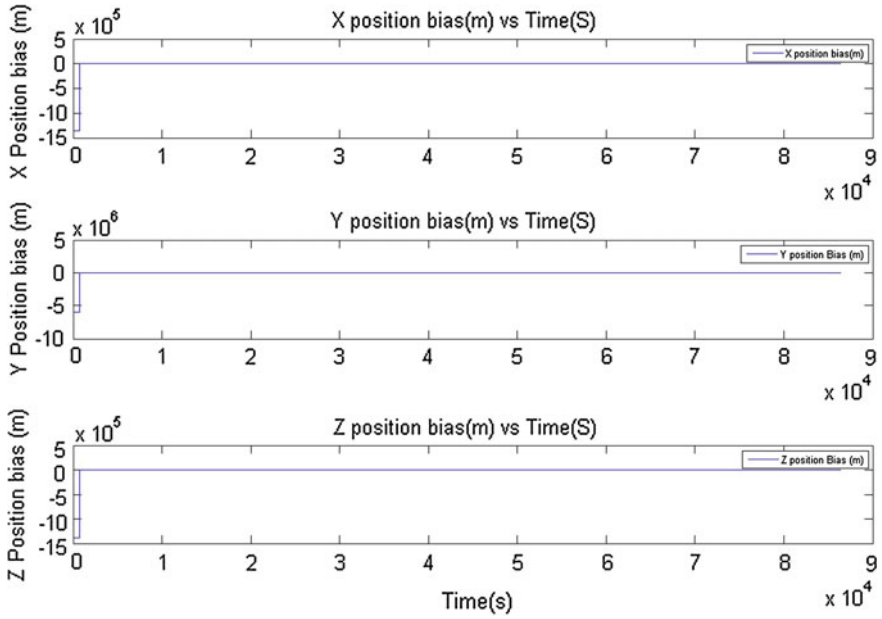 X position bias(m) vs Time(S)
x 10^5
X Position bias (m)
5
0
-5
-10
-15
X position bias(m)
0 1 2 3 4 5 6 7 8 9
x 10^4
Y position bias(m) vs Time(S)
x 10^6
Y Position bias (m)
5
0
-5
-10
Y position Bias (m)
0 1 2 3 4 5 6 7 8 9
x 10^4
Z position bias(m) vs Time(S)
x 10^5
Z Position bias (m)
5
0
-5
-10
-15
Z position Bias (m)
0 1 2 3 4 5 6 7 8 9
Time(s)
x 10^4